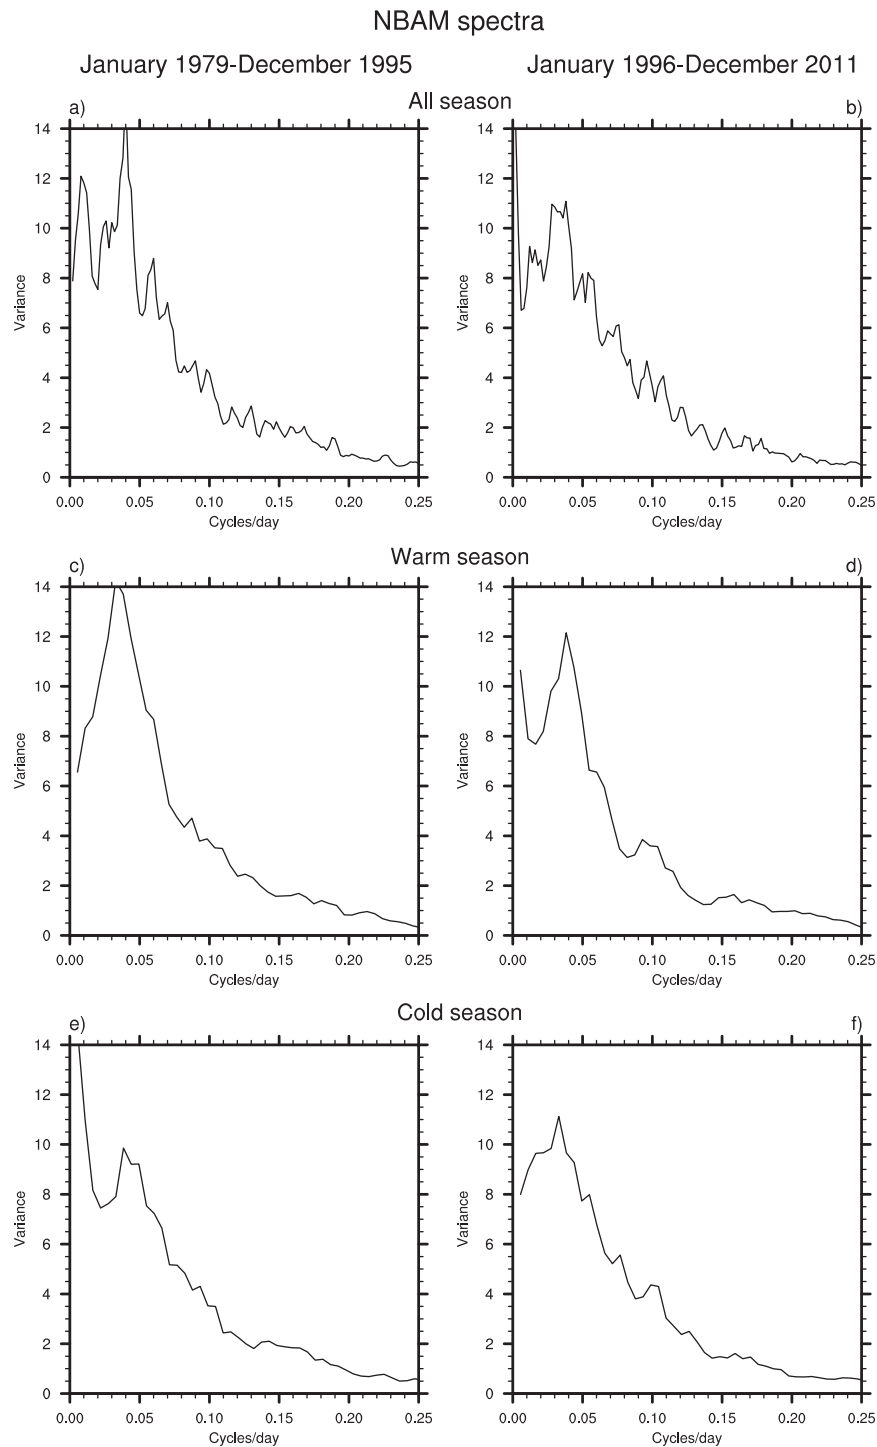 NBAM spectra
January 1979-December 1995 January 1996-December 2011
All season
a) b)
14 14
12 12
10 10
8 8
6 6
4 4
2 2
0 0
Variance Variance
0.00 0.05 0.10 0.15 0.20 0.25 0.00 0.05 0.10 0.15 0.20 0.25
Cycles/day Cycles/day
Warm season
c) d)
14 14
12 12
10 10
8 8
6 6
4 4
2 2
0 0
Variance Variance
0.00 0.05 0.10 0.15 0.20 0.25 0.00 0.05 0.10 0.15 0.20 0.25
Cycles/day Cycles/day
Cold season
e) f)
14 14
12 12
10 10
8 8
6 6
4 4
2 2
0 0
Variance Variance
0.00 0.05 0.10 0.15 0.20 0.25 0.00 0.05 0.10 0.15 0.20 0.25
Cycles/day Cycles/day